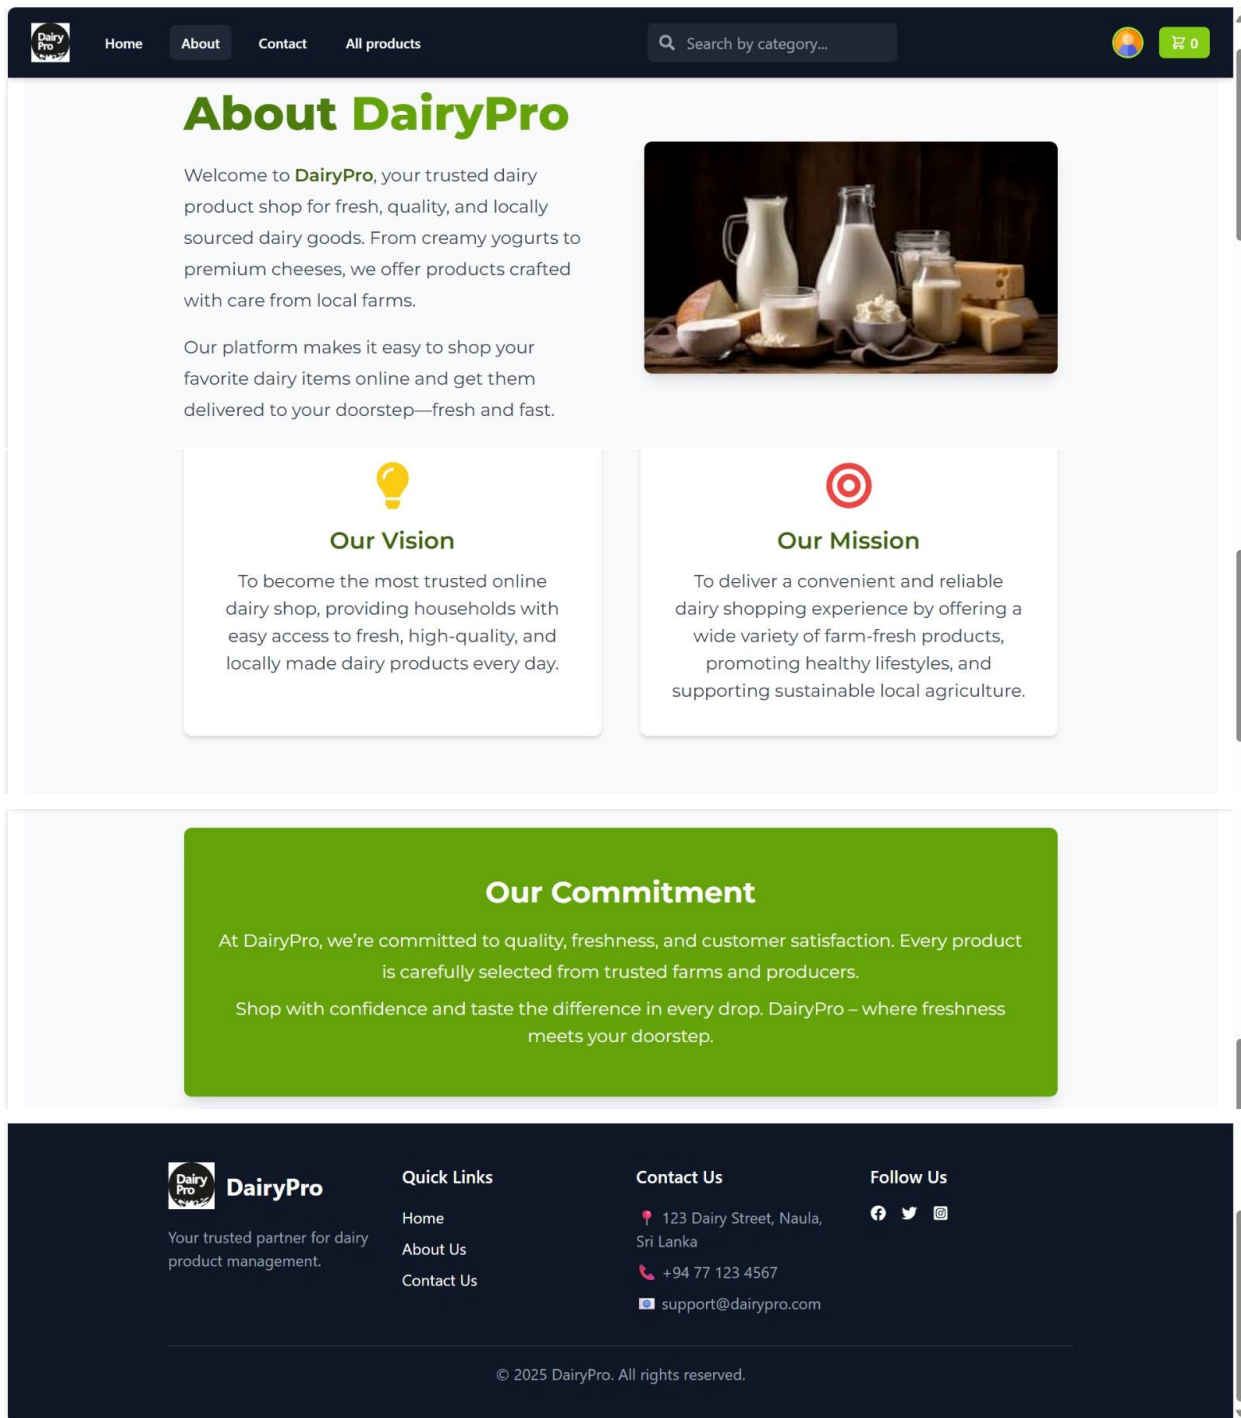 Dairy
Pro
Home
About
Contact
All products
Search by category...
0
About DairyPro
Welcome to DairyPro, your trusted dairy
product shop for fresh, quality, and locally
sourced dairy goods. From creamy yogurts to
premium cheeses, we offer products crafted
with care from local farms.
Our platform makes it easy to shop your
favorite dairy items online and get them
delivered to your doorstep—fresh and fast.
Our Vision
To become the most trusted online
dairy shop, providing households with
easy access to fresh, high-quality, and
locally made dairy products every day.
Our Mission
To deliver a convenient and reliable
dairy shopping experience by offering a
wide variety of farm-fresh products,
promoting healthy lifestyles, and
supporting sustainable local agriculture.
Our Commitment
At DairyPro, we’re committed to quality, freshness, and customer satisfaction. Every product
is carefully selected from trusted farms and producers.
Shop with confidence and taste the difference in every drop. DairyPro – where freshness
meets your doorstep.
Dairy
Pro
DairyPro
Your trusted partner for dairy
product management.
Quick Links
Home
About Us
Contact Us
Contact Us
123 Dairy Street, Naula,
Sri Lanka
+94 77 123 4567
support@dairypro.com
Follow Us
© 2025 DairyPro. All rights reserved.